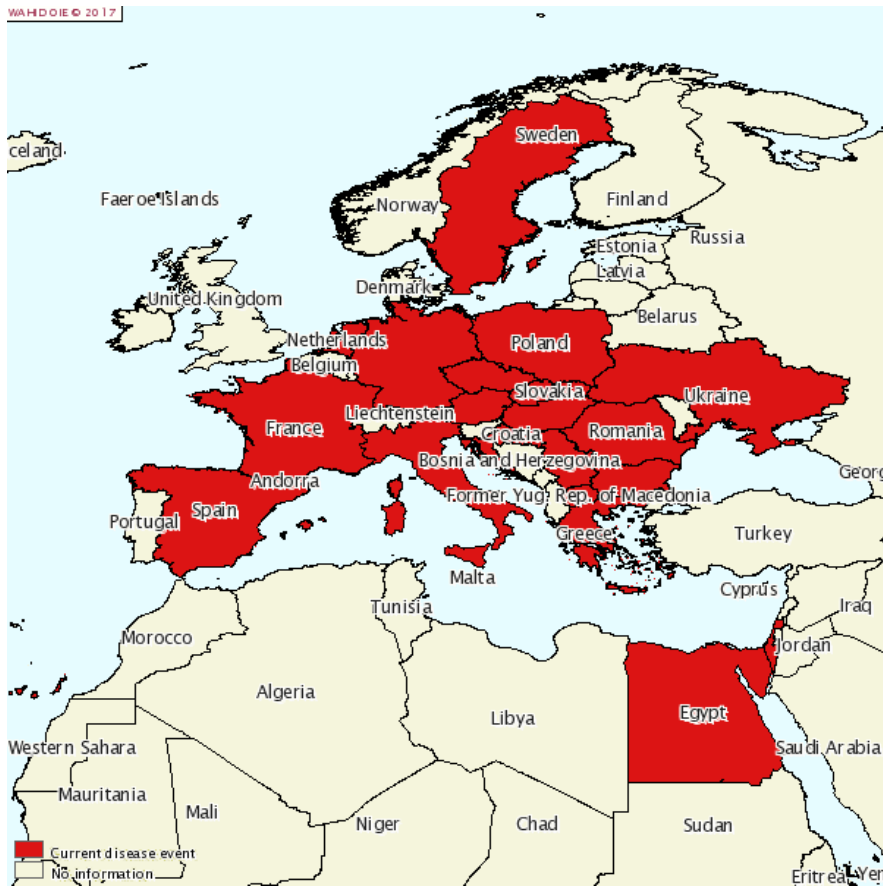 WAHIDOIE © 2017
Sweden
celand
Faeroe Islands
Norway
Finland
Russia
Estonia
Latvia
Denmark
United Kingdom
Belarus
Netherlands
Poland
Belgium
Slovakia
Ukraine
Liechtenstein
France
Croatia
Romania
Bosnia and Herzegovina
Georg
Andorra
Former Yug. Rep. of Macedonia
Spain
Portugal
Greece
Turkey
Malta
Cyprus
Tunisia
Iraq
Morocco
Jordan
Algeria
Egypt
Libya
Western Sahara
Saudi Arabia
Mauritania
Mali
Niger
Chad
Sudan
Current disease event
No information
Eritrea
Yer